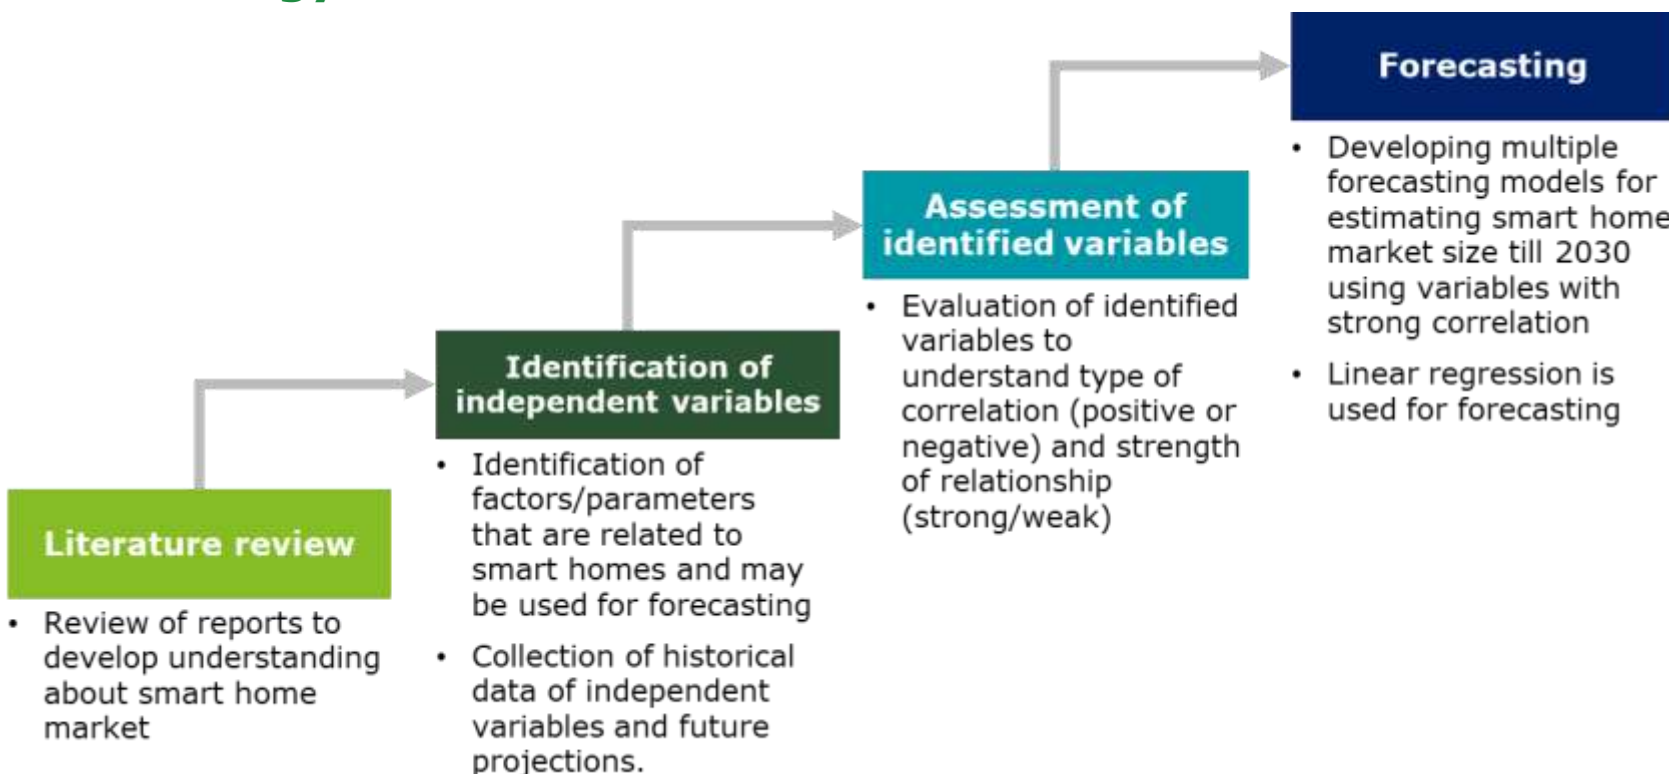 Literature review
• Review of reports to
develop understanding
about smart home
market
Identification of
independent variables
• Identification of
factors/parameters
that are related to
smart homes and may
be used for forecasting
• Collection of historical
data of independent
variables and future
projections.
Assessment of
identified variables
• Evaluation of identified
variables to
understand type of
correlation (positive or
negative) and strength
of relationship
(strong/weak)
Forecasting
• Developing multiple
forecasting models for
estimating smart home
market size till 2030
using variables with
strong correlation
• Linear regression is
used for forecasting